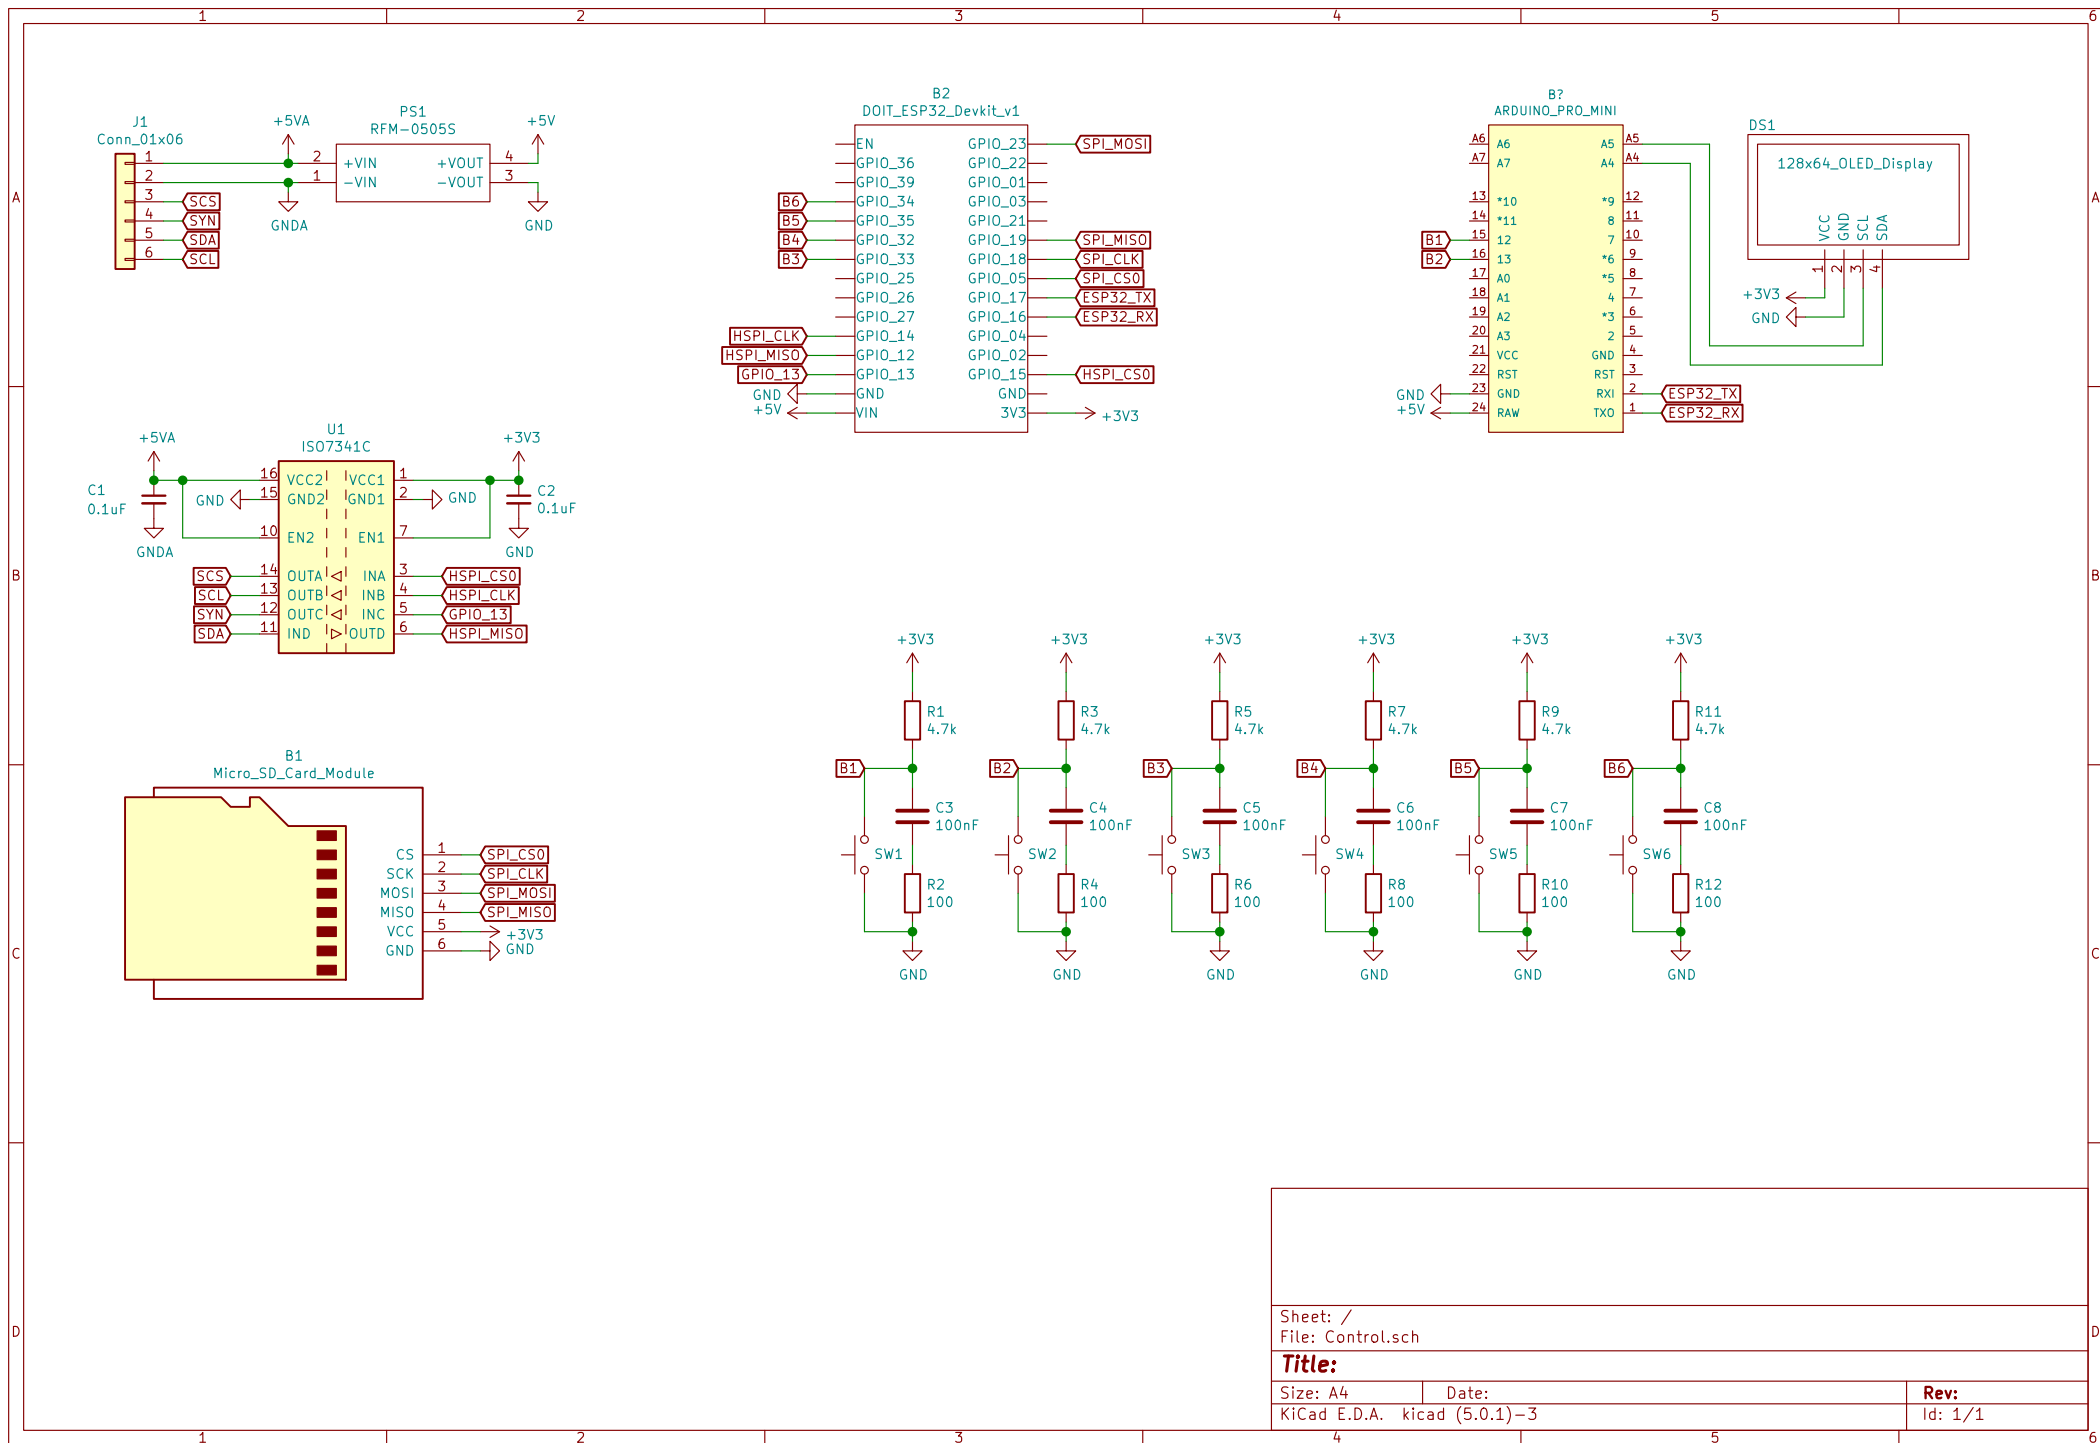 1 2 3 4 5 6
A
B
C
D
A
B
C
D
1 2 3 4 5 6
J1
Conn_01x06
1
2
3 SCS
4 SYN
5 SDA
6 SCL
+5VA
GNDA
PS1
RFM-0505S
2 +VIN +VOUT 4
1 -VIN -VOUT 3
+5V
GND
B2
DOIT_ESP32_Devkit_v1
EN GPIO_23 SPI_MOSI
GPIO_36 GPIO_22
GPIO_39 GPIO_01
B6 GPIO_34 GPIO_03
B5 GPIO_35 GPIO_21
B4 GPIO_32 GPIO_19 SPI_MISO
B3 GPIO_33 GPIO_18 SPI_CLK
GPIO_25 GPIO_05 SPI_CS0
GPIO_26 GPIO_17 ESP32_TX
GPIO_27 GPIO_16 ESP32_RX
HSPI_CLK GPIO_14 GPIO_04
HSPI_MISO GPIO_12 GPIO_02
GPIO_13 GPIO_13 GPIO_15 HSPI_CS0
GND GND GND
+5V VIN 3V3 +3V3
B?
ARDUINO_PRO_MINI
A6 A6 A5 A5
A7 A7 A4 A4
13 *10 *9 12
14 *11 8 11
B1 15 12 7 10
B2 16 13 *6 9
17 A0 *5 8
18 A1 4 7
19 A2 *3 6
20 A3 2 5
21 VCC GND 4
22 RST RST 3
GND 23 GND RXI 2 ESP32_TX
+5V 24 RAW TXO 1 ESP32_RX
DS1
128x64_OLED_Display
VCC GND SCL SDA
1 2 3 4
+3V3
GND
U1
ISO7341C
+5VA +3V3
C1
0.1uF
GNDA
C2
0.1uF
GND
16 VCC2 VCC1 1
GND 15 GND2 GND1 2 GND
10 EN2 EN1 7
SCS 14 OUTA INA 3 HSPI_CS0
SCL 13 OUTB INB 4 HSPI_CLK
SYN 12 OUTC INC 5 GPIO_13
SDA 11 IND OUTD 6 HSPI_MISO
B1
Micro_SD_Card_Module
CS 1 SPI_CS0
SCK 2 SPI_CLK
MOSI 3 SPI_MOSI
MISO 4 SPI_MISO
VCC 5 +3V3
GND 6 GND
+3V3 +3V3 +3V3 +3V3 +3V3 +3V3
R1 R3 R5 R7 R9 R11
4.7k 4.7k 4.7k 4.7k 4.7k 4.7k
B1 B2 B3 B4 B5 B6
C3 C4 C5 C6 C7 C8
100nF 100nF 100nF 100nF 100nF 100nF
SW1 SW2 SW3 SW4 SW5 SW6
R2 R4 R6 R8 R10 R12
100 100 100 100 100 100
GND GND GND GND GND GND
Sheet: /
File: Control.sch
Title:
Size: A4 Date: Rev:
KiCad E.D.A. kicad (5.0.1)-3 Id: 1/1